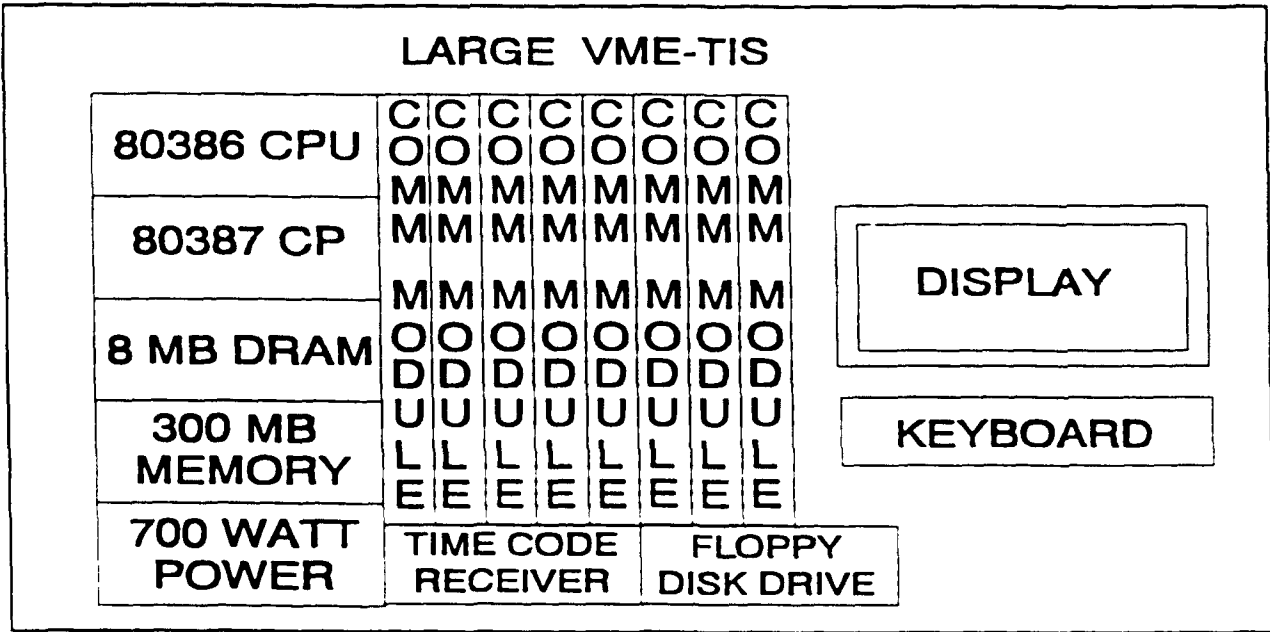 LARGE VME-TIS
80386 CPU
80387 CP
8 MB DRAM
300 MB
MEMORY
700 WATT
POWER
COMM MODULE
COMM MODULE
COMM MODULE
COMM MODULE
COMM MODULE
COMM MODULE
COMM MODULE
COMM MODULE
TIME CODE
RECEIVER
FLOPPY
DISK DRIVE
DISPLAY
KEYBOARD